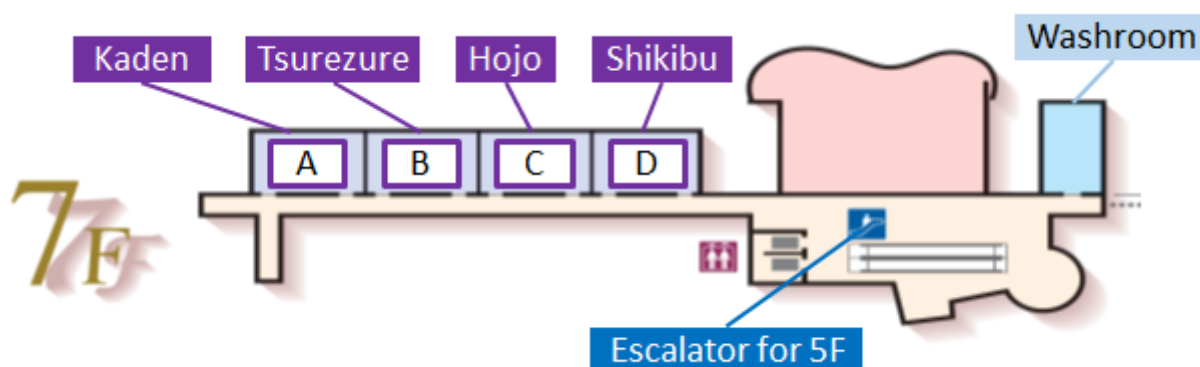 Washroom
Kaden
Tsurezure
Hojo
Shikibu
A
B
C
D
7F
Escalator for 5F